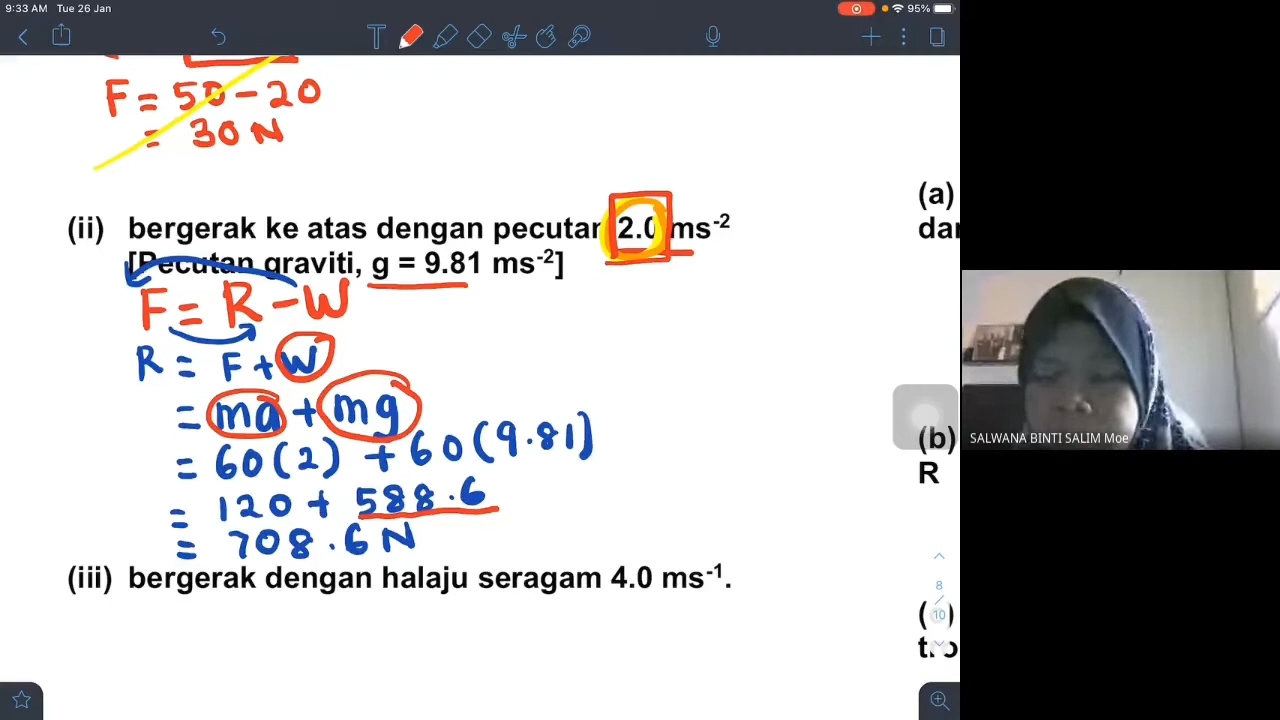 9:33 AM Tue 26 Jan
95%
F = 50 - 20
= 30 N
(ii) bergerak ke atas dengan pecutan 2.0 ms-2
[Pecutan graviti, g = 9.81 ms-2]
F = R - W
R = F + W
= ma + mg
= 60(2) + 60(9.81)
= 120 + 588.6
= 708.6 N
(iii) bergerak dengan halaju seragam 4.0 ms-1.
(a)
(b)
R
8
10
SALWANA BINTI SALIM Moe